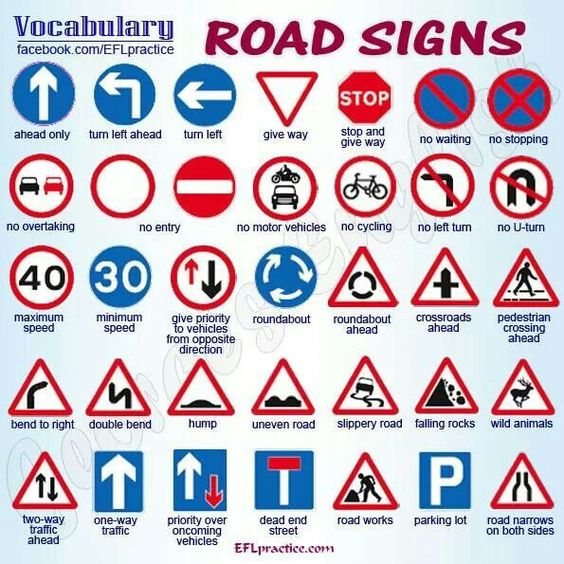 Vocabulary
facebook.com/EFLpractice
ROAD SIGNS
STOP
ahead only
turn left ahead
turn left
give way
stop and
give way
no waiting
no stopping
no overtaking
no entry
no motor vehicles
no cycling
no left turn
no U-turn
40
30
maximum
speed
minimum
speed
give priority
to vehicles
from opposite
direction
roundabout
roundabout
ahead
crossroads
ahead
pedestrian
crossing
ahead
bend to right
double bend
hump
uneven road
slippery road
falling rocks
wild animals
P
two-way
traffic
ahead
one-way
traffic
priority over
oncoming
vehicles
dead end
street
road works
parking lot
road narrows
on both sides
EFLpractice.com